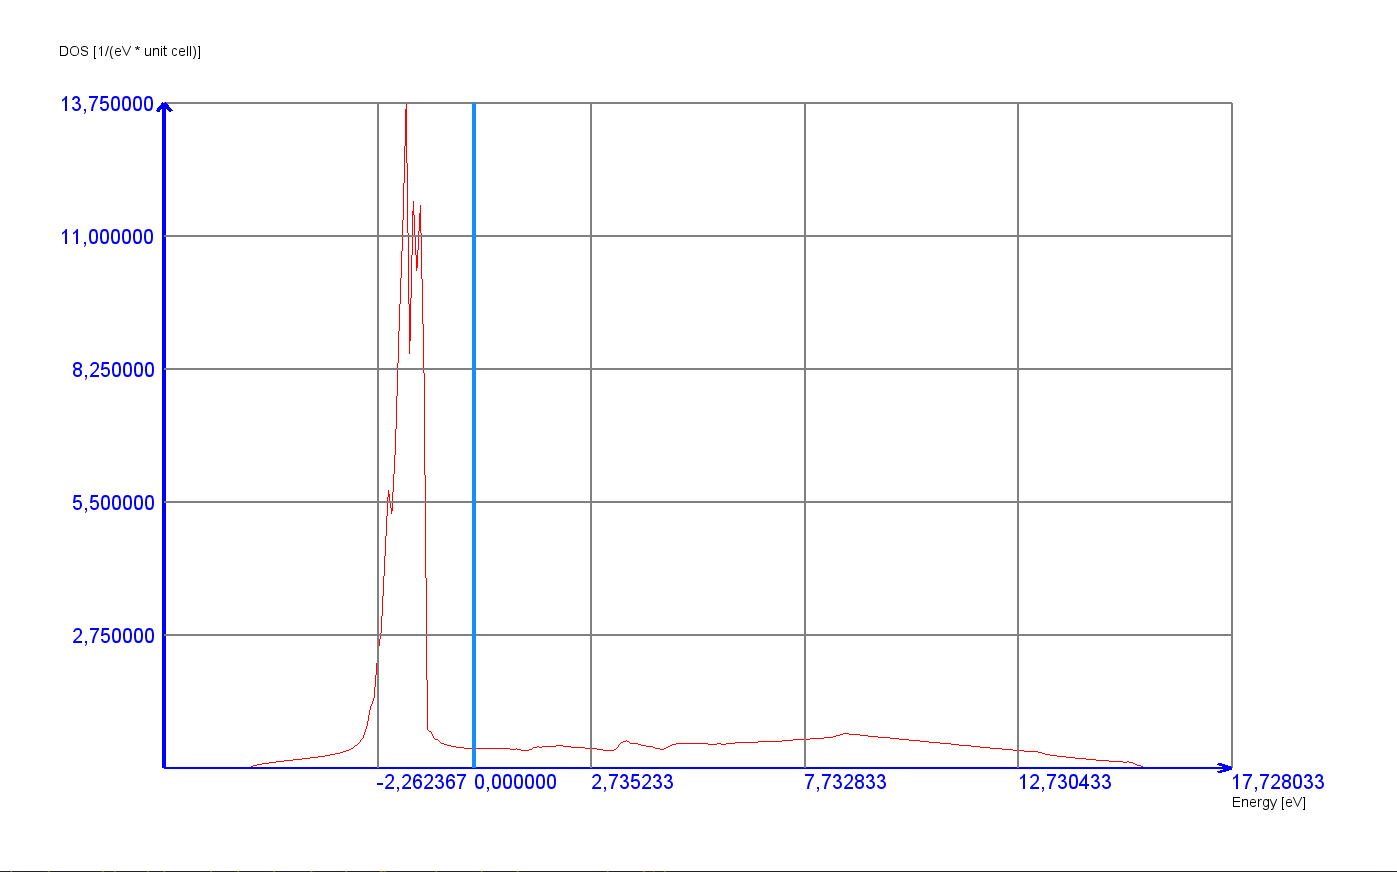 DOS [1/(eV * unit cell)]
13,750000
11,000000
8,250000
5,500000
2,750000
-2,262367 0,000000 2,735233 7,732833 12,730433 17,728033
Energy [eV]